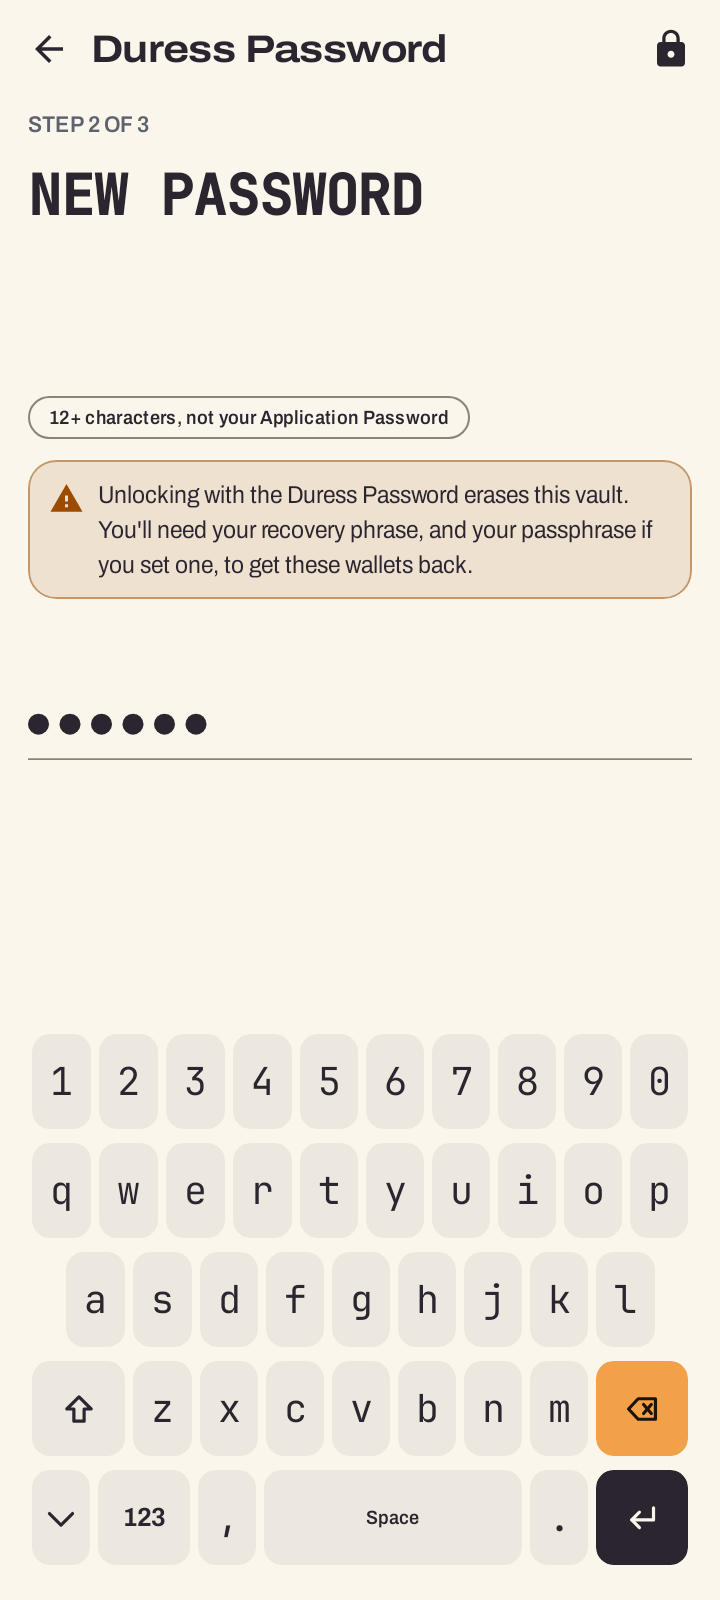 Duress Password
STEP 2 OF 3
NEW PASSWORD
12+ characters, not your Application Password
Unlocking with the Duress Password erases this vault.
You'll need your recovery phrase, and your passphrase if
you set one, to get these wallets back.
1 2 3 4 5 6 7 8 9 0
q w e r t y u i o p
a s d f g h j k l
z x c v b n m
123 , Space .